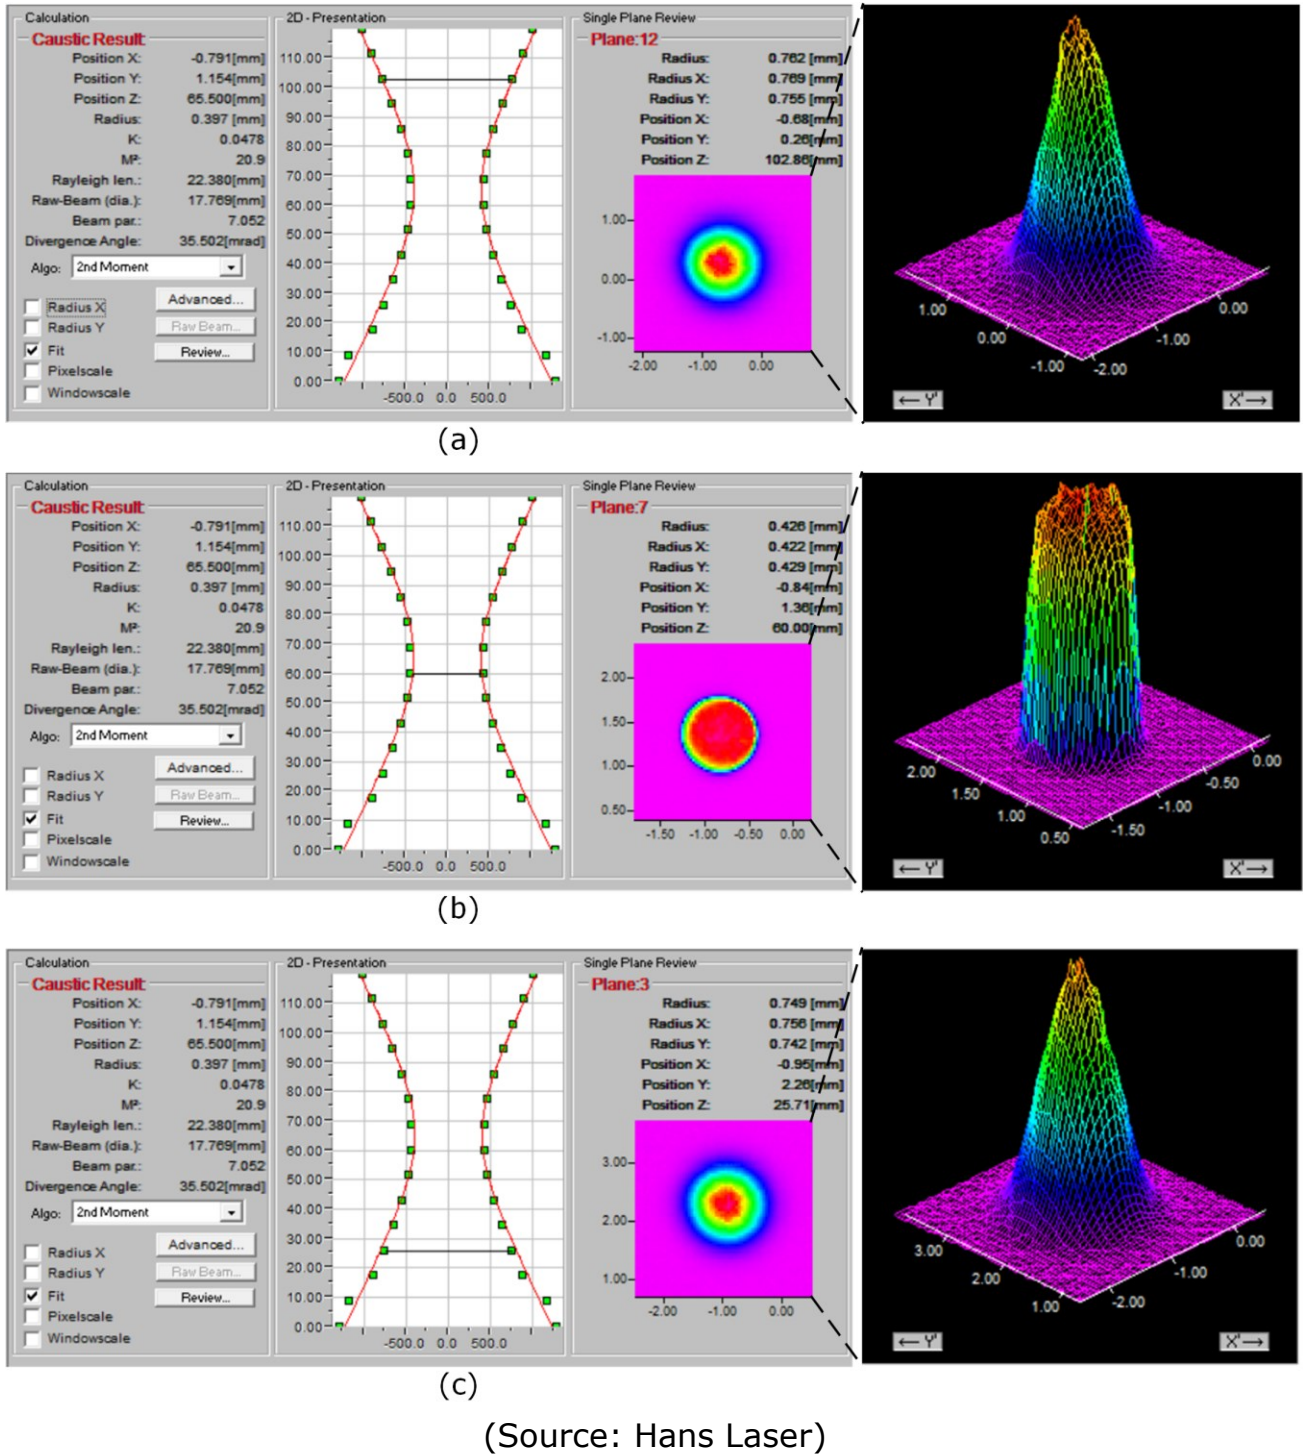 Calculation
Caustic Result:
Position X: -0.791[mm]
Position Y: 1.154[mm]
Position Z: 65.500[mm]
Radius: 0.397 [mm]
K: 0.0478
M²: 20.9
Rayleigh len.: 22.380[mm]
Raw-Beam (dia.): 17.769[mm]
Beam par.: 7.052
Divergence Angle: 35.502[mrad]
Algo: 2nd Moment
Radius X
Advanced...
Radius Y
Raw Beam...
Fit
Review...
Pixelscale
Windowscale
2D - Presentation
110.00
100.00
90.00
80.00
70.00
60.00
50.00
40.00
30.00
20.00
10.00
0.00
-500.0 0.0 500.0
Single Plane Review
Plane:12
Radius: 0.762 [mm]
Radius X: 0.769 [mm]
Radius Y: 0.755 [mm]
Position X: -0.68[mm]
Position Y: 0.26[mm]
Position Z: 102.86[mm]
1.00
0.00
-1.00
-2.00 -1.00 0.00
1.00 0.00 -1.00
-2.00 -1.00 0.00
← Y'
X' →
(a)
Calculation
Caustic Result:
Position X: -0.791[mm]
Position Y: 1.154[mm]
Position Z: 65.500[mm]
Radius: 0.397 [mm]
K: 0.0478
M²: 20.9
Rayleigh len.: 22.380[mm]
Raw-Beam (dia.): 17.769[mm]
Beam par.: 7.052
Divergence Angle: 35.502[mrad]
Algo: 2nd Moment
Radius X
Advanced...
Radius Y
Raw Beam...
Fit
Review...
Pixelscale
Windowscale
2D - Presentation
110.00
100.00
90.00
80.00
70.00
60.00
50.00
40.00
30.00
20.00
10.00
0.00
-500.0 0.0 500.0
Single Plane Review
Plane:7
Radius: 0.426 [mm]
Radius X: 0.422 [mm]
Radius Y: 0.429 [mm]
Position X: -0.84[mm]
Position Y: 1.36[mm]
Position Z: 60.00[mm]
2.00
1.50
1.00
0.50
-1.50 -1.00 -0.50 0.00
2.00 1.50 1.00 0.50
-1.50 -1.00 -0.50 0.00
← Y'
X' →
(b)
Calculation
Caustic Result:
Position X: -0.791[mm]
Position Y: 1.154[mm]
Position Z: 65.500[mm]
Radius: 0.397 [mm]
K: 0.0478
M²: 20.9
Rayleigh len.: 22.380[mm]
Raw-Beam (dia.): 17.769[mm]
Beam par.: 7.052
Divergence Angle: 35.502[mrad]
Algo: 2nd Moment
Radius X
Advanced...
Radius Y
Raw Beam...
Fit
Review...
Pixelscale
Windowscale
2D - Presentation
110.00
100.00
90.00
80.00
70.00
60.00
50.00
40.00
30.00
20.00
10.00
0.00
-500.0 0.0 500.0
Single Plane Review
Plane:3
Radius: 0.749 [mm]
Radius X: 0.756 [mm]
Radius Y: 0.742 [mm]
Position X: -0.95[mm]
Position Y: 2.26[mm]
Position Z: 25.71[mm]
3.00
2.00
1.00
-2.00 -1.00 0.00
3.00 2.00 1.00
-2.00 -1.00 0.00
← Y'
X' →
(c)
(Source: Hans Laser)